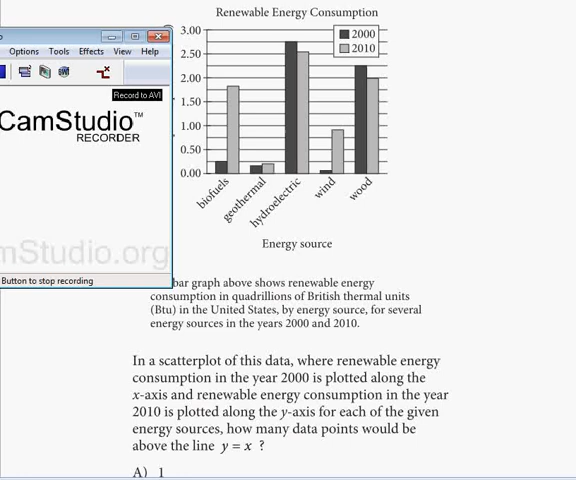 Renewable Energy Consumption
2000
2010
3.00
2.50
2.00
1.50
1.00
0.50
0.00
biofuels
geothermal
hydroelectric
wind
wood
Energy source
Options Tools Effects View Help
Record to AVI
CamStudio™
RECORDER
mStudio.org
Button to stop recording
bar graph above shows renewable energy
consumption in quadrillions of British thermal units
(Btu) in the United States, by energy source, for several
energy sources in the years 2000 and 2010.
In a scatterplot of this data, where renewable energy
consumption in the year 2000 is plotted along the
x-axis and renewable energy consumption in the year
2010 is plotted along the y-axis for each of the given
energy sources, how many data points would be
above the line y = x ?
A) 1